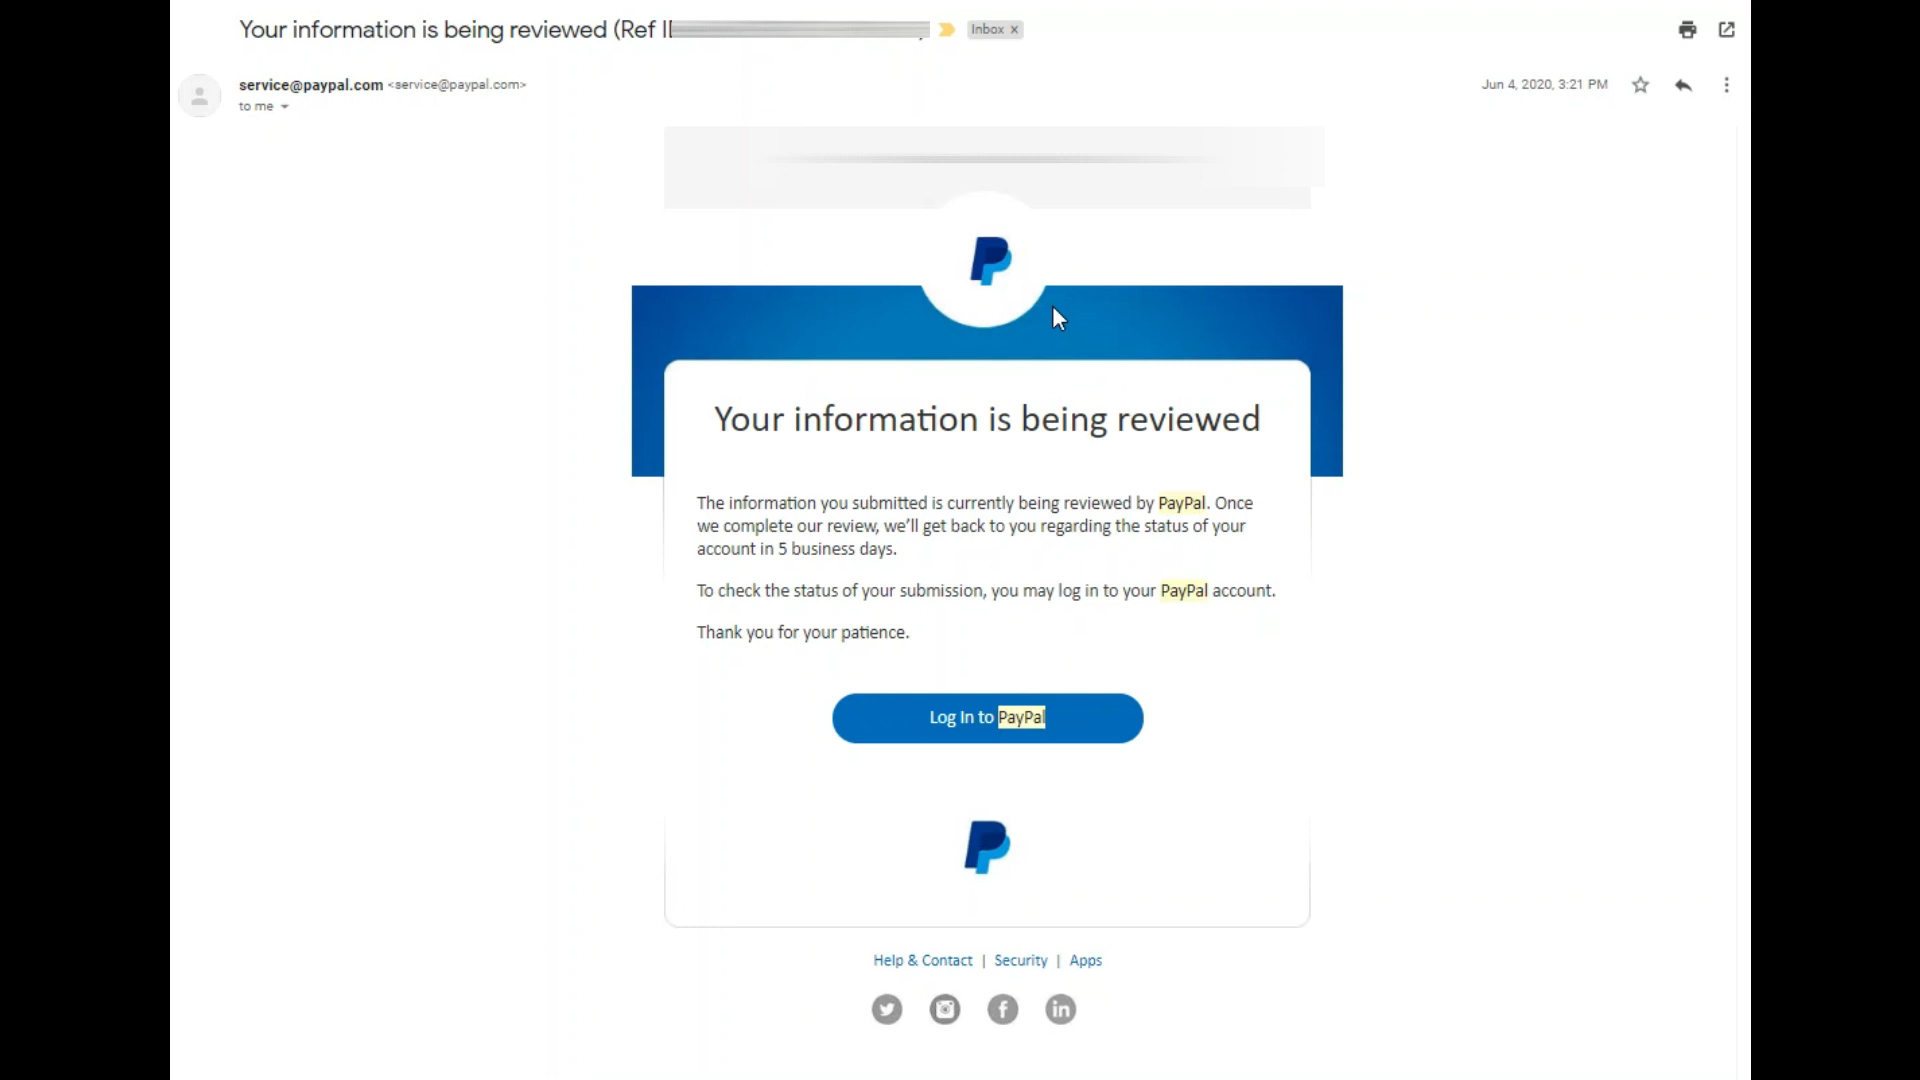 Your information is being reviewed (Ref I
Inbox x
service@paypal.com <service@paypal.com>
Jun 4, 2020, 3:21 PM
to me
Your information is being reviewed
The information you submitted is currently being reviewed by PayPal. Once
we complete our review, we’ll get back to you regarding the status of your
account in 5 business days.
To check the status of your submission, you may log in to your PayPal account.
Thank you for your patience.
Log In to PayPal
Help & Contact | Security | Apps